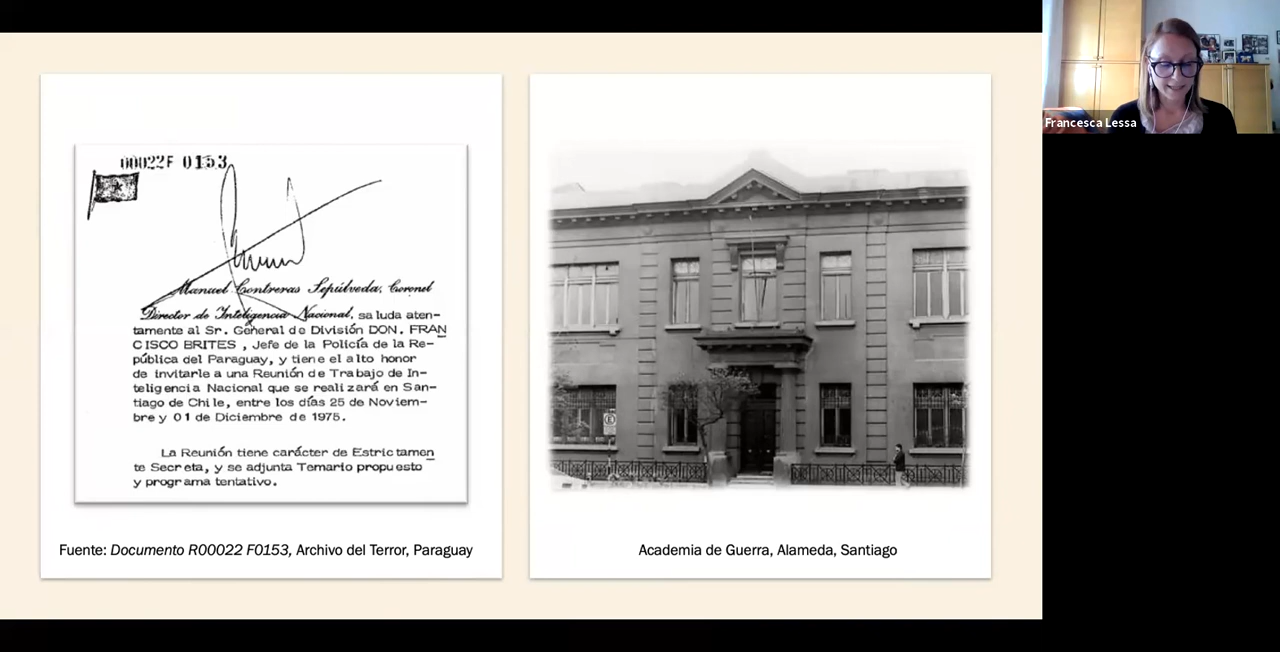 00022F 0153
Manuel Contreras Sepúlveda, Coronel
Director de Inteligencia Nacional, saluda aten-
tamente al Sr. General de División DON. FRAN
CISCO BRITES , Jefe de la Policía de la Re-
pública del Paraguay, y tiene el alto honor
de invitarle a una Reunión de Trabajo de In-
teligencia Nacional que se realizará en San-
tiago de Chile, entre los días 25 de Noviem-
bre y 01 de Diciembre de 1975.
La Reunión tiene carácter de Estrictamen
te Secreta, y se adjunta Temario propuesto
y programa tentativo.
Fuente: Documento R00022 F0153, Archivo del Terror, Paraguay
Academia de Guerra, Alameda, Santiago
Francesca Lessa